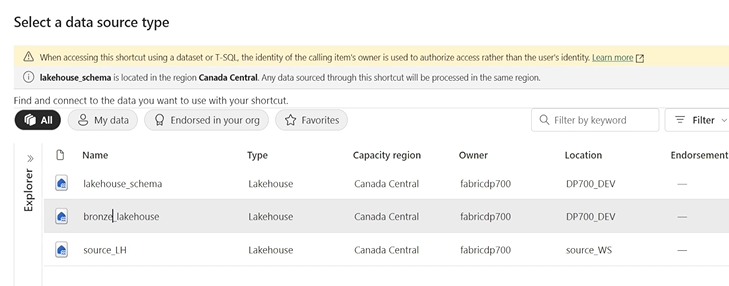 Select a data source type
When accessing this shortcut using a dataset or T-SQL, the identity of the calling item's owner is used to authorize access rather than the user's identity. Learn more
lakehouse_schema is located in the region Canada Central. Any data sourced through this shortcut will be processed in the same region.
Find and connect to the data you want to use with your shortcut.
All My data Endorsed in your org Favorites Filter by keyword Filter
Explorer
Name Type Capacity region Owner Location Endorsement
lakehouse_schema Lakehouse Canada Central fabricdp700 DP700_DEV —
bronze_lakehouse Lakehouse Canada Central fabricdp700 DP700_DEV —
source_LH Lakehouse Canada Central fabricdp700 source_WS —